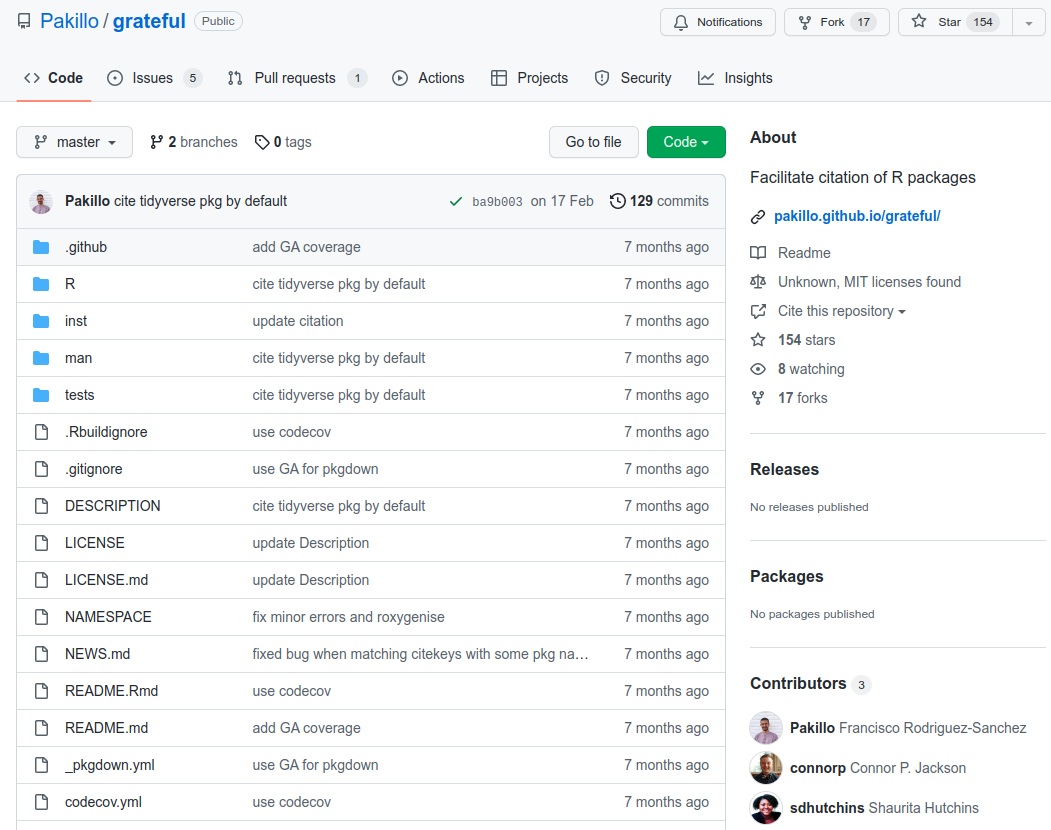 Pakillo / grateful Public Notifications Fork 17 Star 154
Code Issues 5 Pull requests 1 Actions Projects Security Insights
master 2 branches 0 tags Go to file Code
Pakillo cite tidyverse pkg by default ba9b003 on 17 Feb 129 commits
.github add GA coverage 7 months ago
R cite tidyverse pkg by default 7 months ago
inst update citation 7 months ago
man cite tidyverse pkg by default 7 months ago
tests cite tidyverse pkg by default 7 months ago
.Rbuildignore use codecov 7 months ago
.gitignore use GA for pkgdown 7 months ago
DESCRIPTION cite tidyverse pkg by default 7 months ago
LICENSE update Description 7 months ago
LICENSE.md update Description 7 months ago
NAMESPACE fix minor errors and roxygenise 7 months ago
NEWS.md fixed bug when matching citekeys with some pkg na… 7 months ago
README.Rmd use codecov 7 months ago
README.md add GA coverage 7 months ago
_pkgdown.yml use GA for pkgdown 7 months ago
codecov.yml use codecov 7 months ago
About
Facilitate citation of R packages
pakillo.github.io/grateful/
Readme
Unknown, MIT licenses found
Cite this repository
154 stars
8 watching
17 forks
Releases
No releases published
Packages
No packages published
Contributors 3
Pakillo Francisco Rodriguez-Sanchez
connorp Connor P. Jackson
sdhutchins Shaurita Hutchins